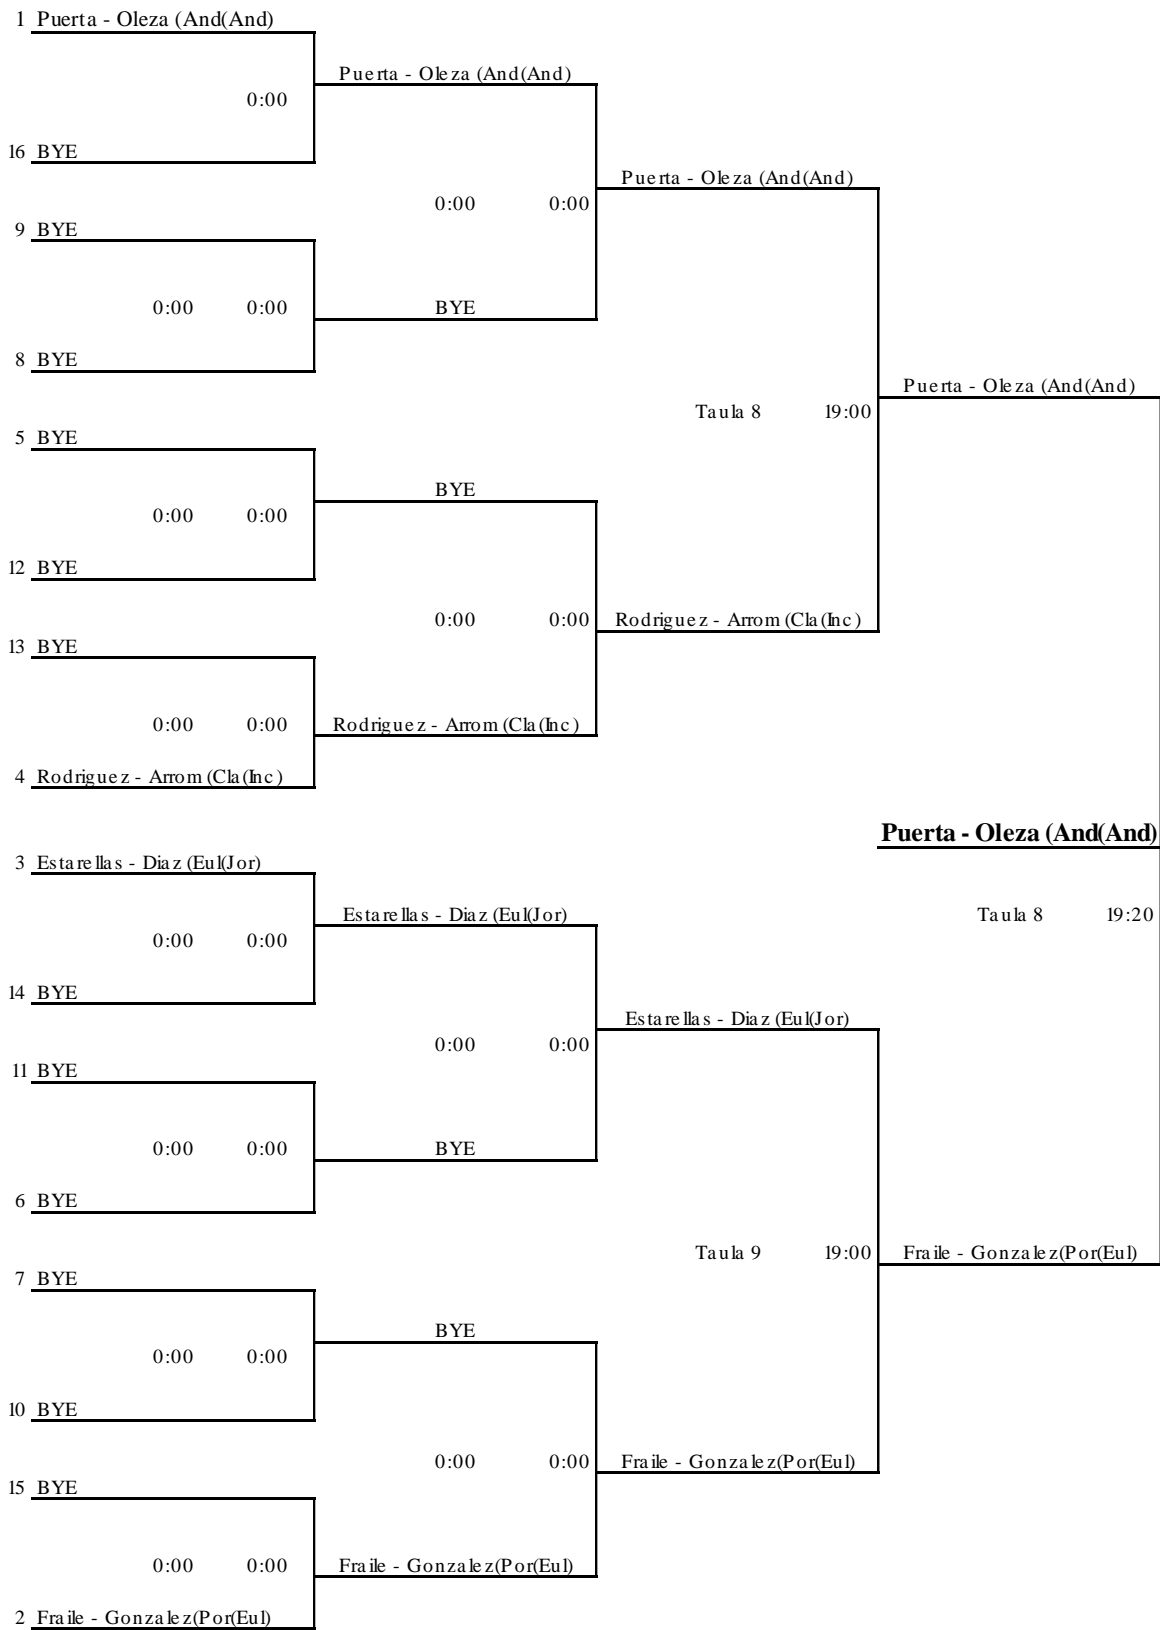 1 Puerta - Oleza (And(And)
Puerta - Oleza (And(And)
0:00
16 BYE
Puerta - Oleza (And(And)
0:00 0:00
9 BYE
0:00 0:00 BYE
8 BYE
Puerta - Oleza (And(And)
Taula 8 19:00
5 BYE
BYE
0:00 0:00
12 BYE
0:00 0:00 Rodriguez - Arrom (Cla(Inc)
13 BYE
0:00 0:00 Rodriguez - Arrom (Cla(Inc)
4 Rodriguez - Arrom (Cla(Inc)
Puerta - Oleza (And(And)
3 Estarellas - Diaz (Eul(Jor)
Estarellas - Diaz (Eul(Jor) Taula 8 19:20
0:00 0:00
14 BYE
Estarellas - Diaz (Eul(Jor)
0:00 0:00
11 BYE
0:00 0:00 BYE
6 BYE
Taula 9 19:00 Fraile - Gonzalez(Por(Eul)
7 BYE
BYE
0:00 0:00
10 BYE
0:00 0:00 Fraile - Gonzalez(Por(Eul)
15 BYE
0:00 0:00 Fraile - Gonzalez(Por(Eul)
2 Fraile - Gonzalez(Por(Eul)